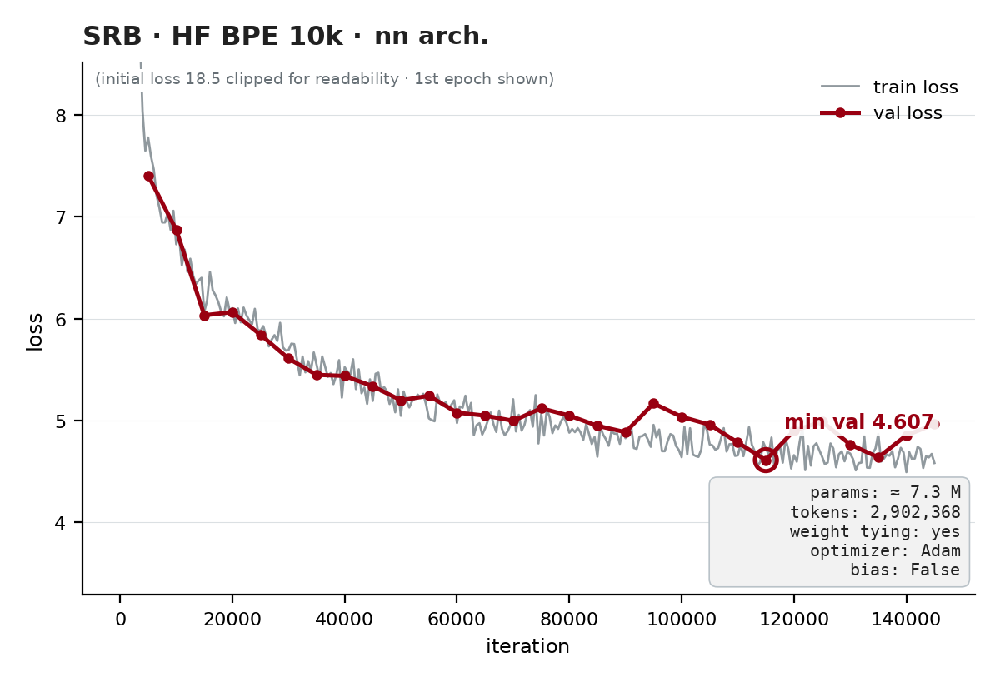 SRB · HF BPE 10k · nn arch.
(initial loss 18.5 clipped for readability · 1st epoch shown)
train loss
val loss
8
7
6
5
4
loss
min val 4.607
params: ≈ 7.3 M
tokens: 2,902,368
weight tying: yes
optimizer: Adam
bias: False
0 20000 40000 60000 80000 100000 120000 140000
iteration